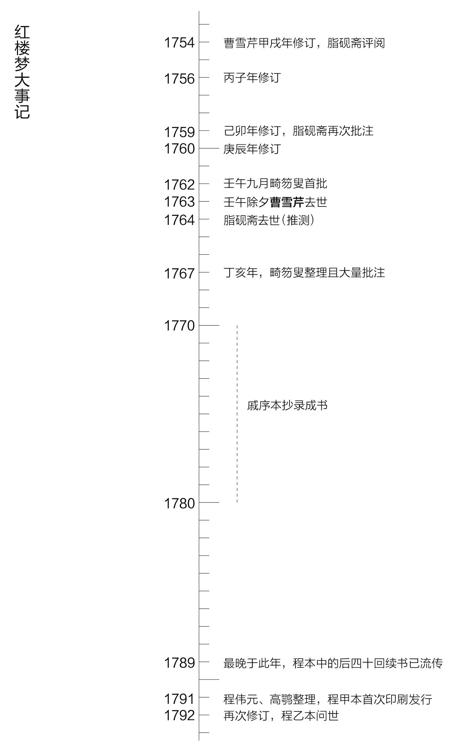 红楼梦大事记
1754 曹雪芹甲戌年修订，脂砚斋评阅
1756 丙子年修订
1759 己卯年修订，脂砚斋再次批注
1760 庚辰年修订
1762 壬午九月畸笏叟首批
1763 壬午除夕曹雪芹去世
1764 脂砚斋去世（推测）
1767 丁亥年，畸笏叟整理且大量批注
1770
戚序本抄录成书
1780
1789 最晚于此年，程本中的后四十回续书已流传
1791 程伟元、高鹗整理，程甲本首次印刷发行
1792 再次修订，程乙本问世